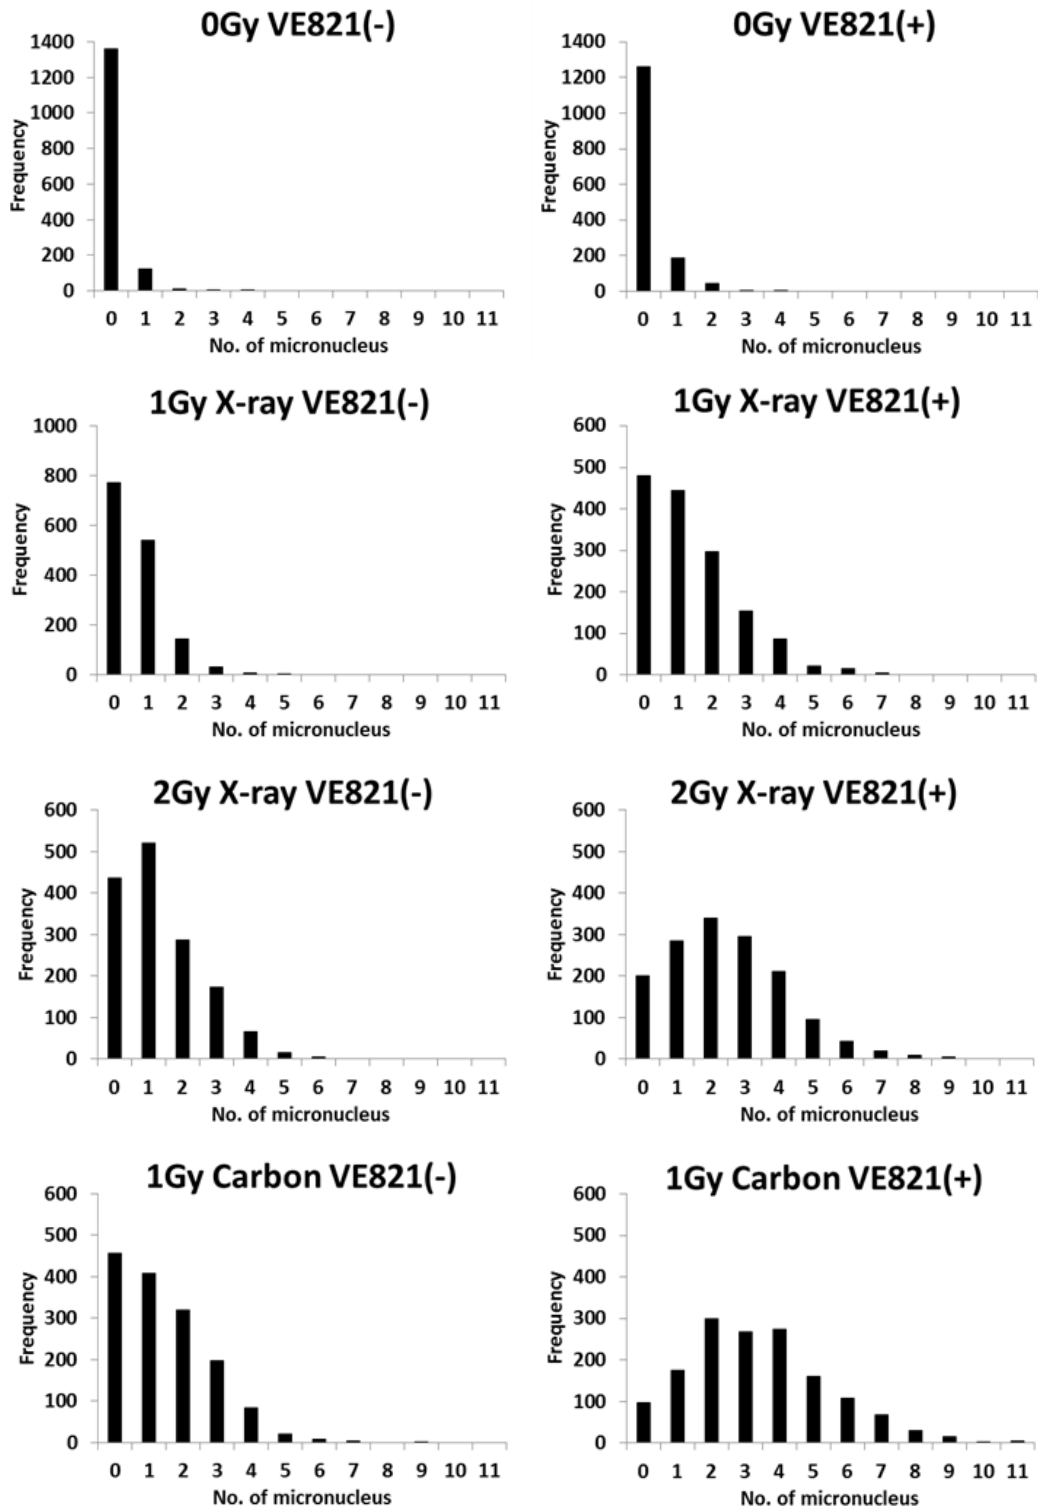 0Gy VE821(-)
1400
1200
1000
800
600
400
200
0
Frequency
0 1 2 3 4 5 6 7 8 9 10 11
No. of micronucleus
0Gy VE821(+)
1400
1200
1000
800
600
400
200
0
Frequency
0 1 2 3 4 5 6 7 8 9 10 11
No. of micronucleus
1Gy X-ray VE821(-)
1000
800
600
400
200
0
Frequency
0 1 2 3 4 5 6 7 8 9 10 11
No. of micronucleus
1Gy X-ray VE821(+)
600
500
400
300
200
100
0
Frequency
0 1 2 3 4 5 6 7 8 9 10 11
No. of micronucleus
2Gy X-ray VE821(-)
600
500
400
300
200
100
0
Frequency
0 1 2 3 4 5 6 7 8 9 10 11
No. of micronucleus
2Gy X-ray VE821(+)
600
500
400
300
200
100
0
Frequency
0 1 2 3 4 5 6 7 8 9 10 11
No. of micronucleus
1Gy Carbon VE821(-)
600
500
400
300
200
100
0
Frequency
0 1 2 3 4 5 6 7 8 9 10 11
No. of micronucleus
1Gy Carbon VE821(+)
600
500
400
300
200
100
0
Frequency
0 1 2 3 4 5 6 7 8 9 10 11
No. of micronucleus